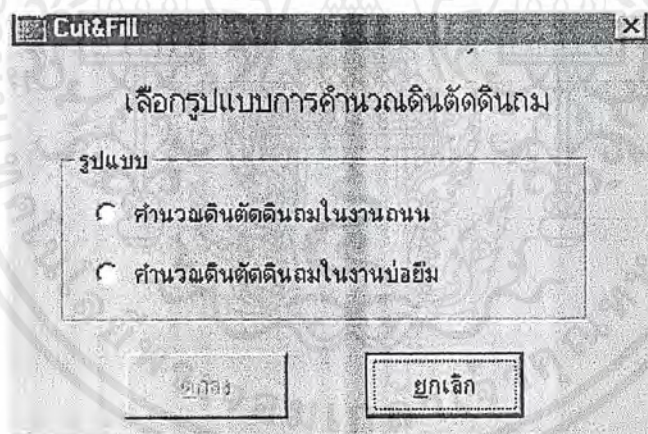 Cut&Fill
เลือกรูปแบบการคำนวณดินตัดดินถม
รูปแบบ
คำนวณดินตัดดินถมในงานถนน
คำนวณดินตัดดินถมในงานบ่อยืม
ตกลง
ยกเลิก